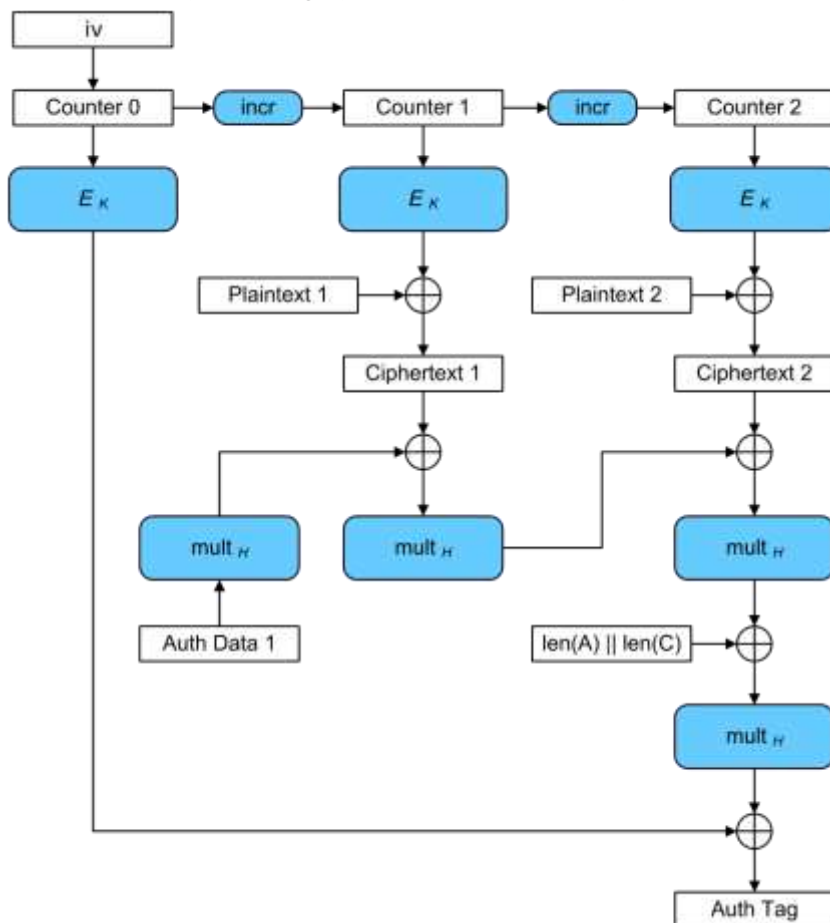 iv
Counter 0
incr
Counter 1
incr
Counter 2
E K
E K
E K
Plaintext 1
Plaintext 2
Ciphertext 1
Ciphertext 2
mult H
mult H
mult H
Auth Data 1
len(A) || len(C)
mult H
Auth Tag